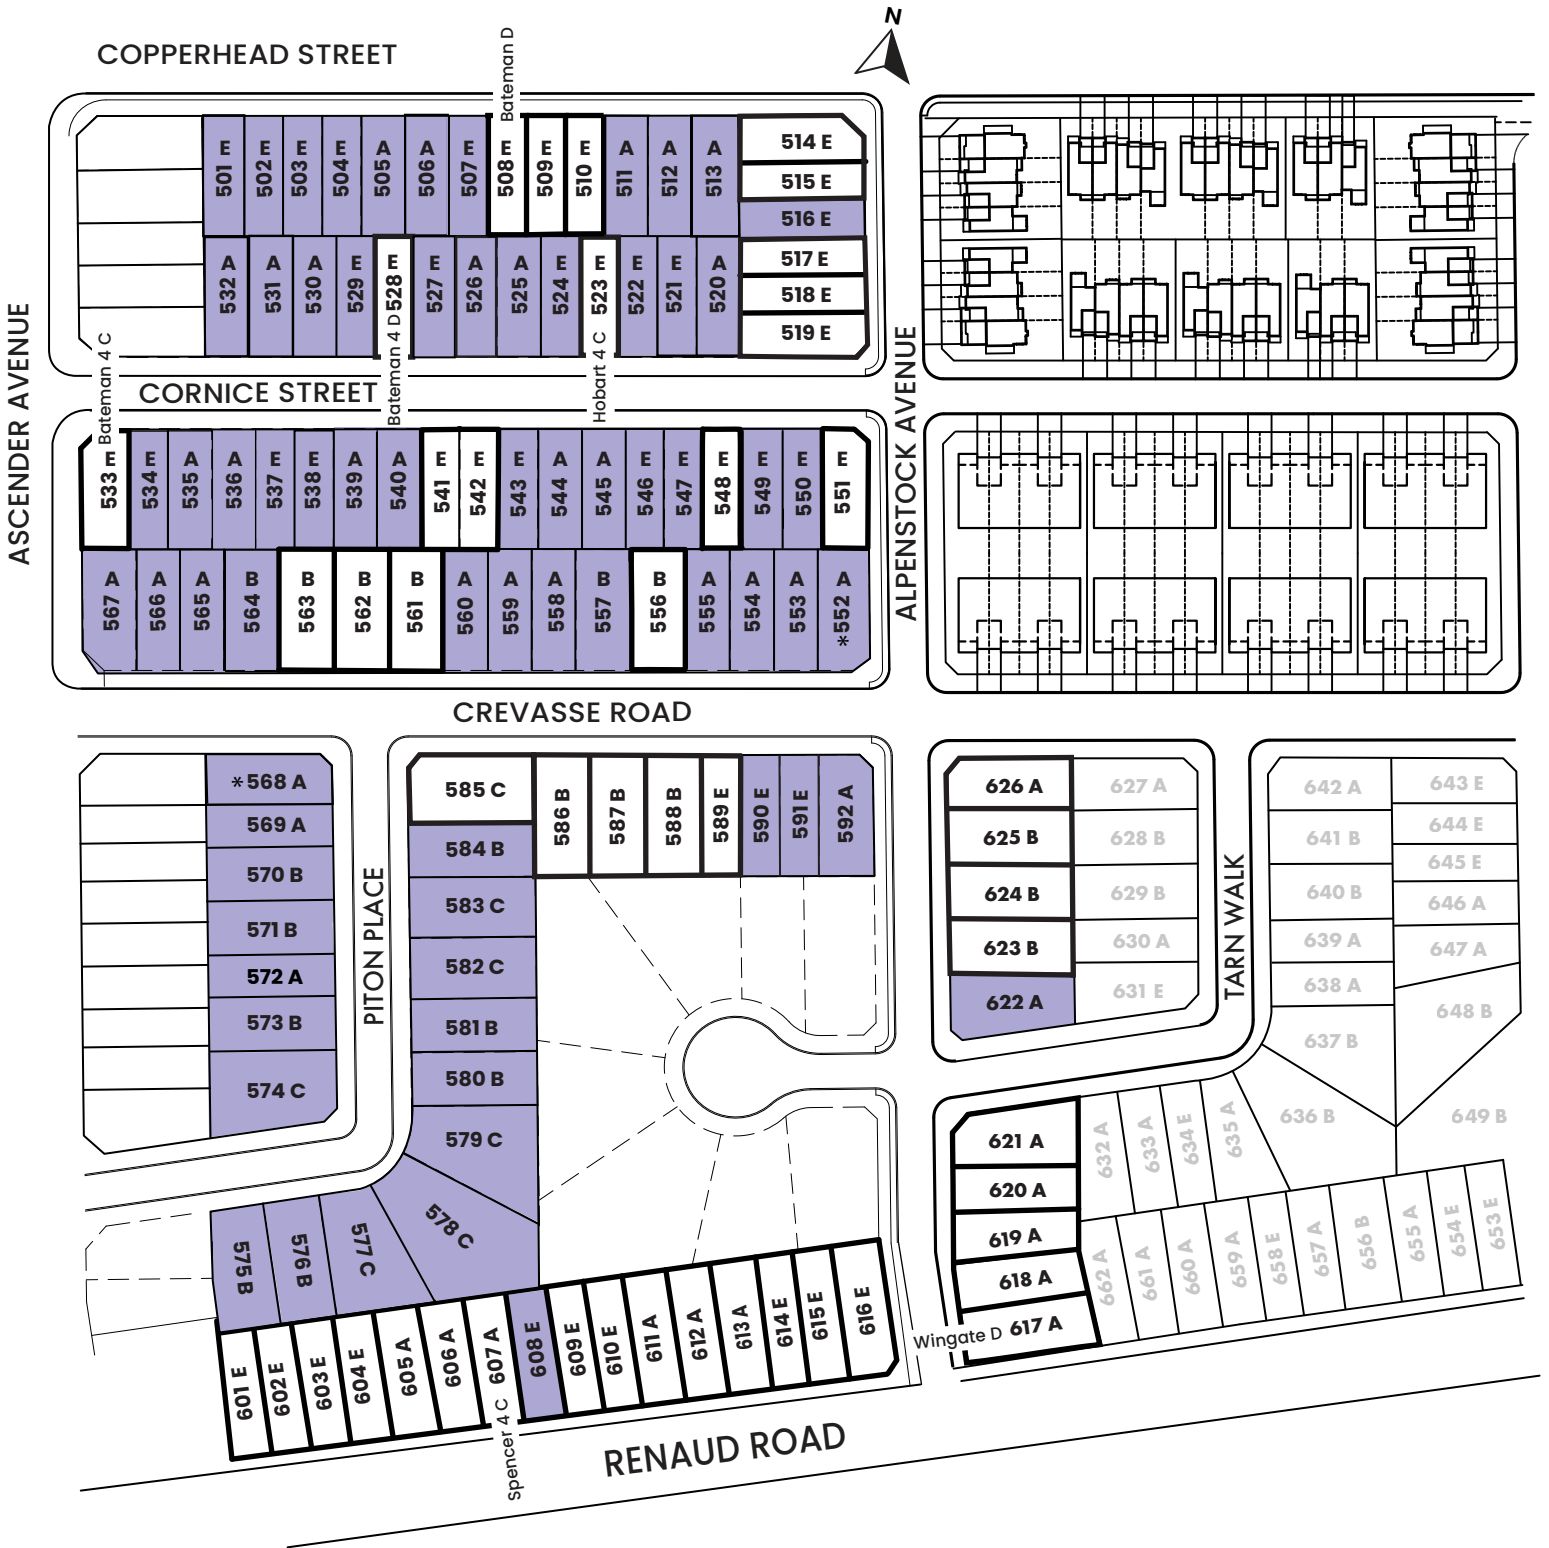 N
COPPERHEAD STREET
Bateman D
501 E
502 E
503 E
504 E
505 A
506 A
507 E
508 E
509 E
510 E
511 A
512 A
513 A
514 E
515 E
516 E
517 E
518 E
519 E
532 A
531 A
530 A
529 E
528 E
527 E
526 A
525 A
524 E
523 E
522 E
521 E
520 A
ASCENDER AVENUE
Bateman 4 C
CORNICE STREET
Bateman 4 D
Hobart 4 C
ALPENSTOCK AVENUE
533 E
534 E
535 A
536 A
537 E
538 E
539 A
540 A
541 E
542 E
543 E
544 A
545 A
546 E
547 E
548 E
549 E
550 E
551 E
567 A
566 A
565 A
564 B
563 B
562 B
561 B
560 A
559 A
558 A
557 B
556 B
555 A
554 A
553 A
*552 A
CREVASSE ROAD
*568 A
569 A
570 B
571 B
572 A
573 B
574 C
PITON PLACE
585 C
584 B
583 C
582 C
581 B
580 B
579 C
578 C
577 C
576 B
575 B
586 B
587 B
588 B
589 E
590 E
591 E
592 A
626 A
625 B
624 B
623 B
622 A
627 A
628 B
629 B
630 A
631 E
TARN WALK
642 A
641 B
640 B
639 A
638 A
637 B
636 B
643 E
644 E
645 E
646 A
647 A
648 B
649 B
621 A
620 A
619 A
618 A
617 A
Wingate D
632 A
633 A
634 E
635 A
662 A
661 A
660 A
659 A
658 E
657 A
656 B
655 A
654 E
653 E
601 E
602 E
603 E
604 E
605 A
606 A
607 A
608 E
609 E
610 E
611 A
612 A
613 A
614 E
615 E
616 E
Spencer 4 C
RENAUD ROAD